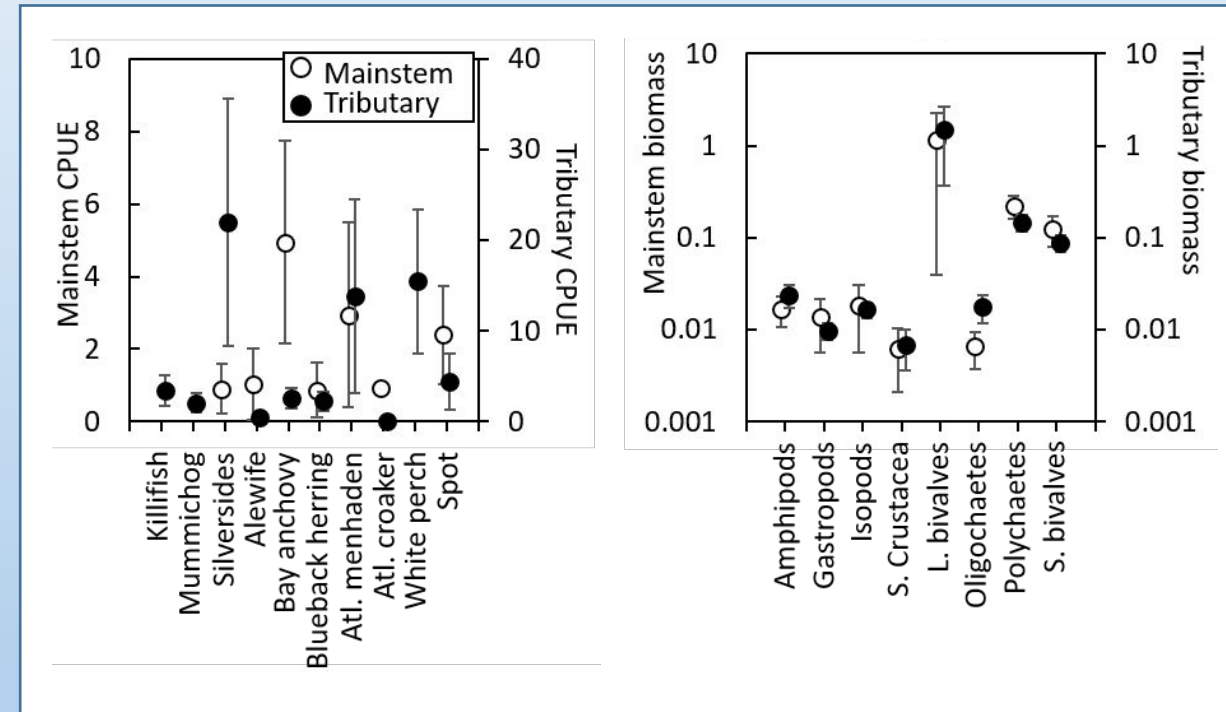 Mainstem CPUE
10
8
6
4
2
0
Mainstem
Tributary
40
30
20
10
0
Tributary CPUE
Killifish
Mummichog
Silversides
Alewife
Bay anchovy
Blueback herring
Atl. menhaden
Atl. croaker
White perch
Spot
Mainstem biomass
10
1
0.1
0.01
0.001
10
1
0.1
0.01
0.001
Tributary biomass
Amphipods
Gastropods
Isopods
S. Crustacea
L. bivalves
Oligochaetes
Polychaetes
S. bivalves